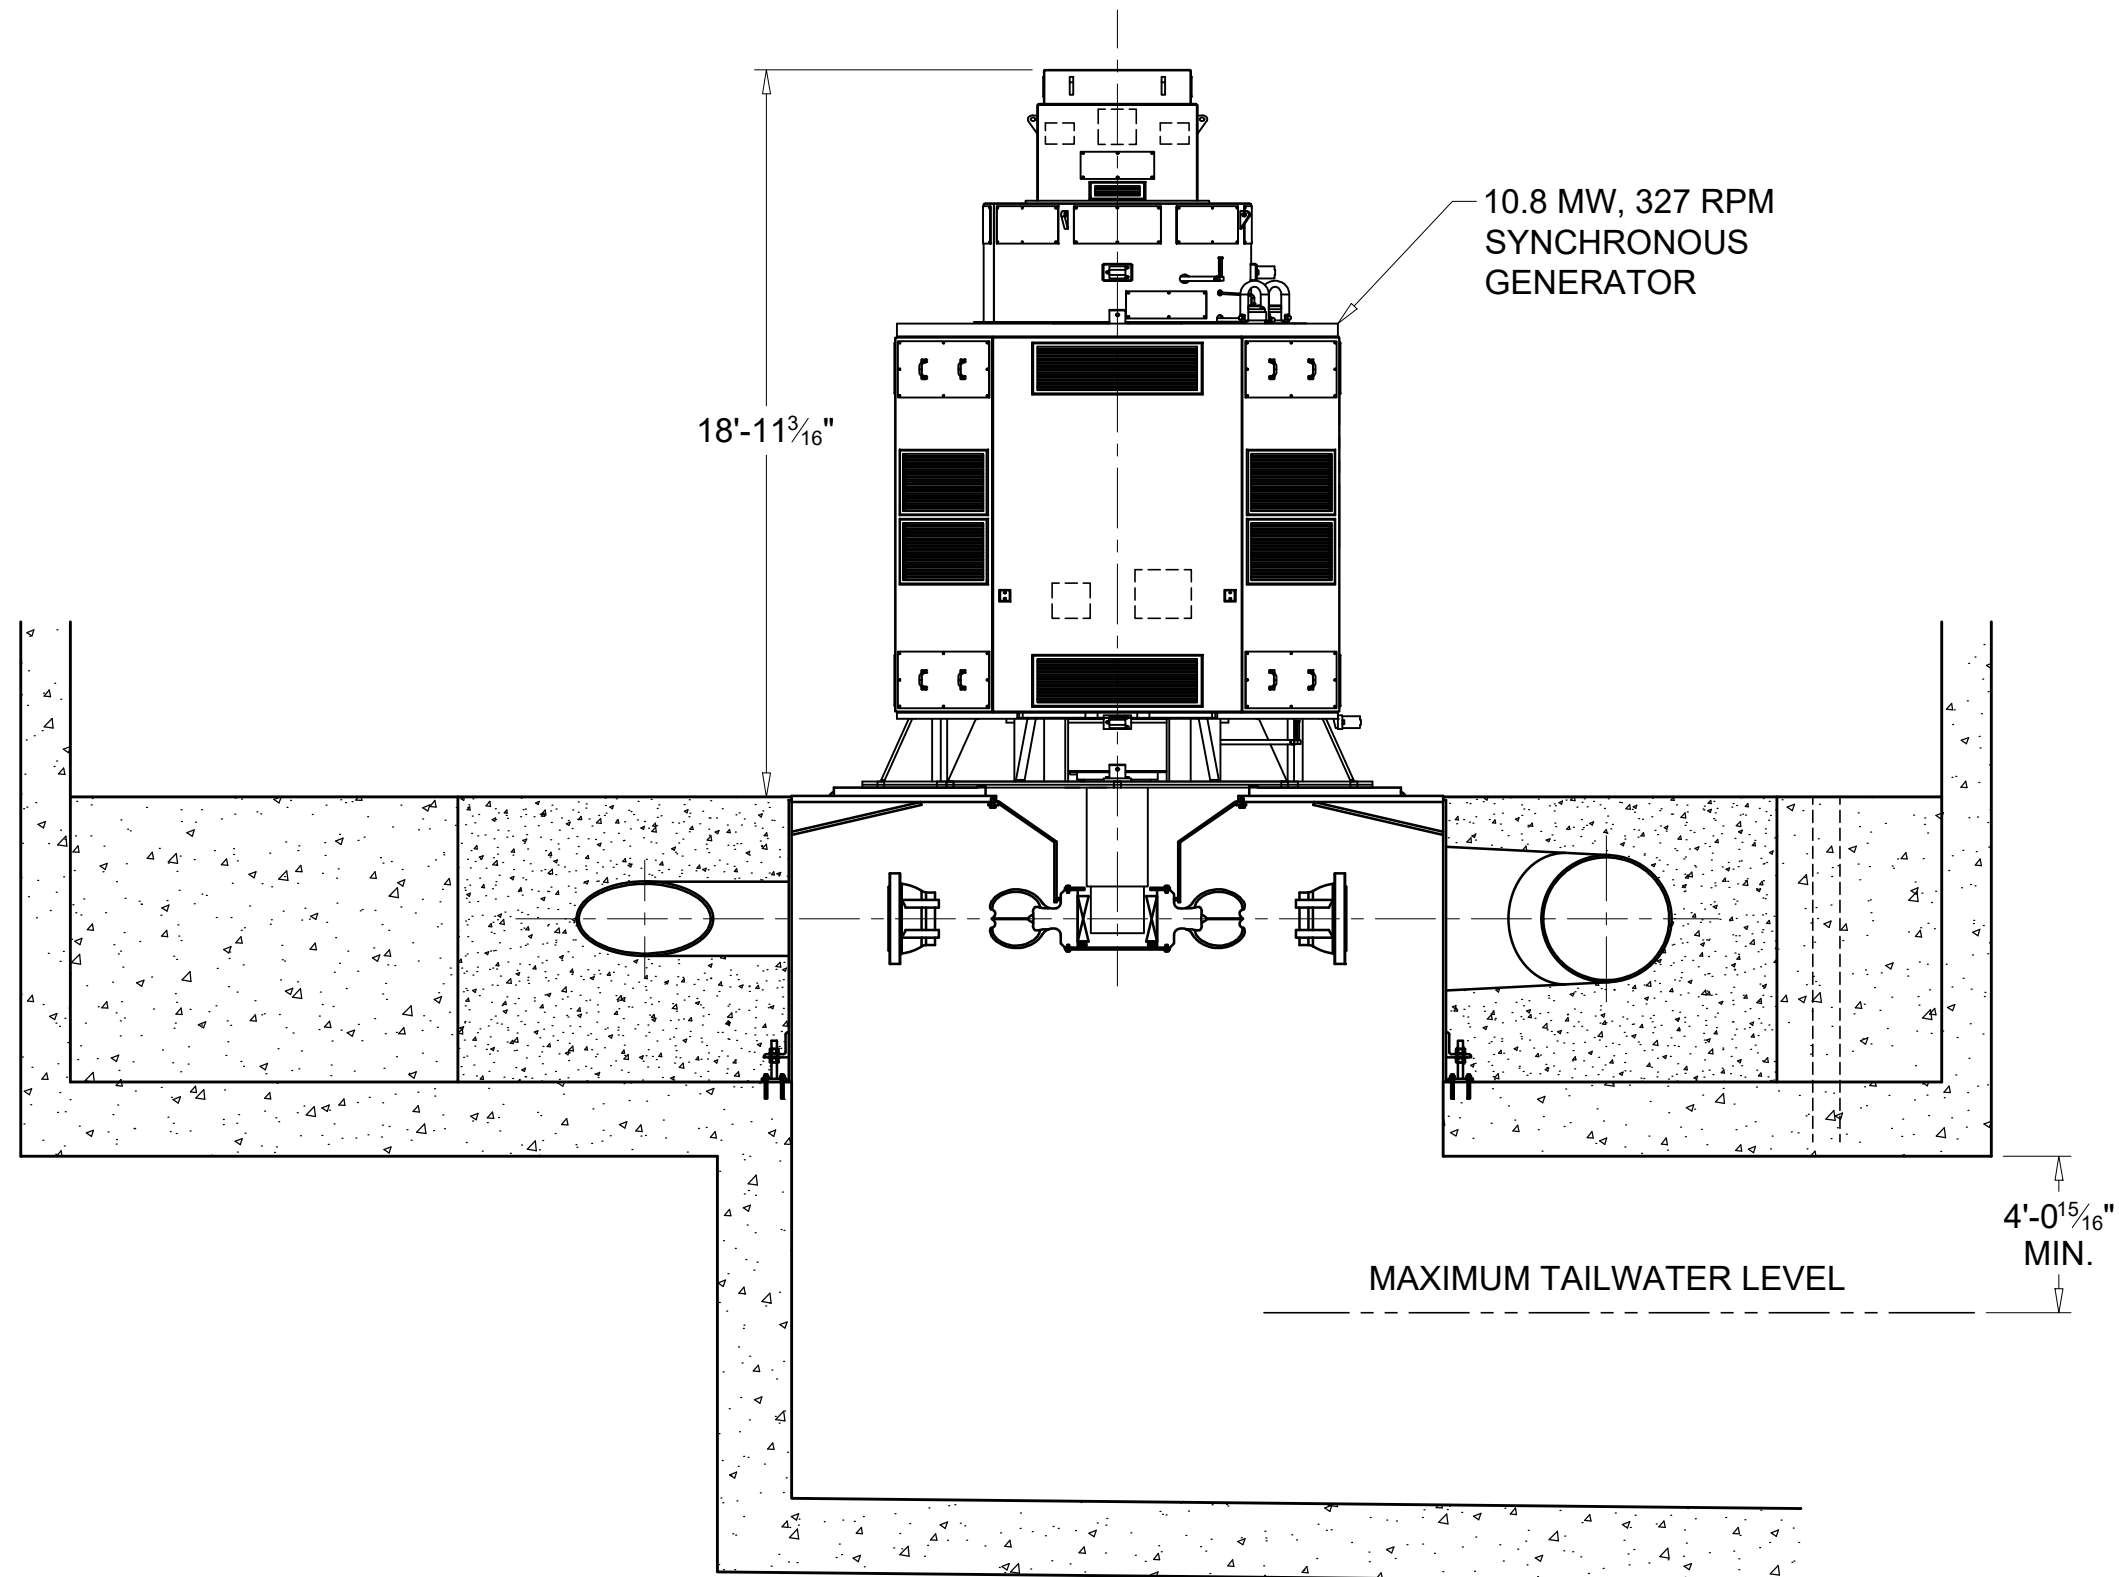 10.8 MW, 327 RPM
SYNCHRONOUS
GENERATOR
18'-11³⁄₁₆"
4'-0¹⁵⁄₁₆"
MIN.
MAXIMUM TAILWATER LEVEL